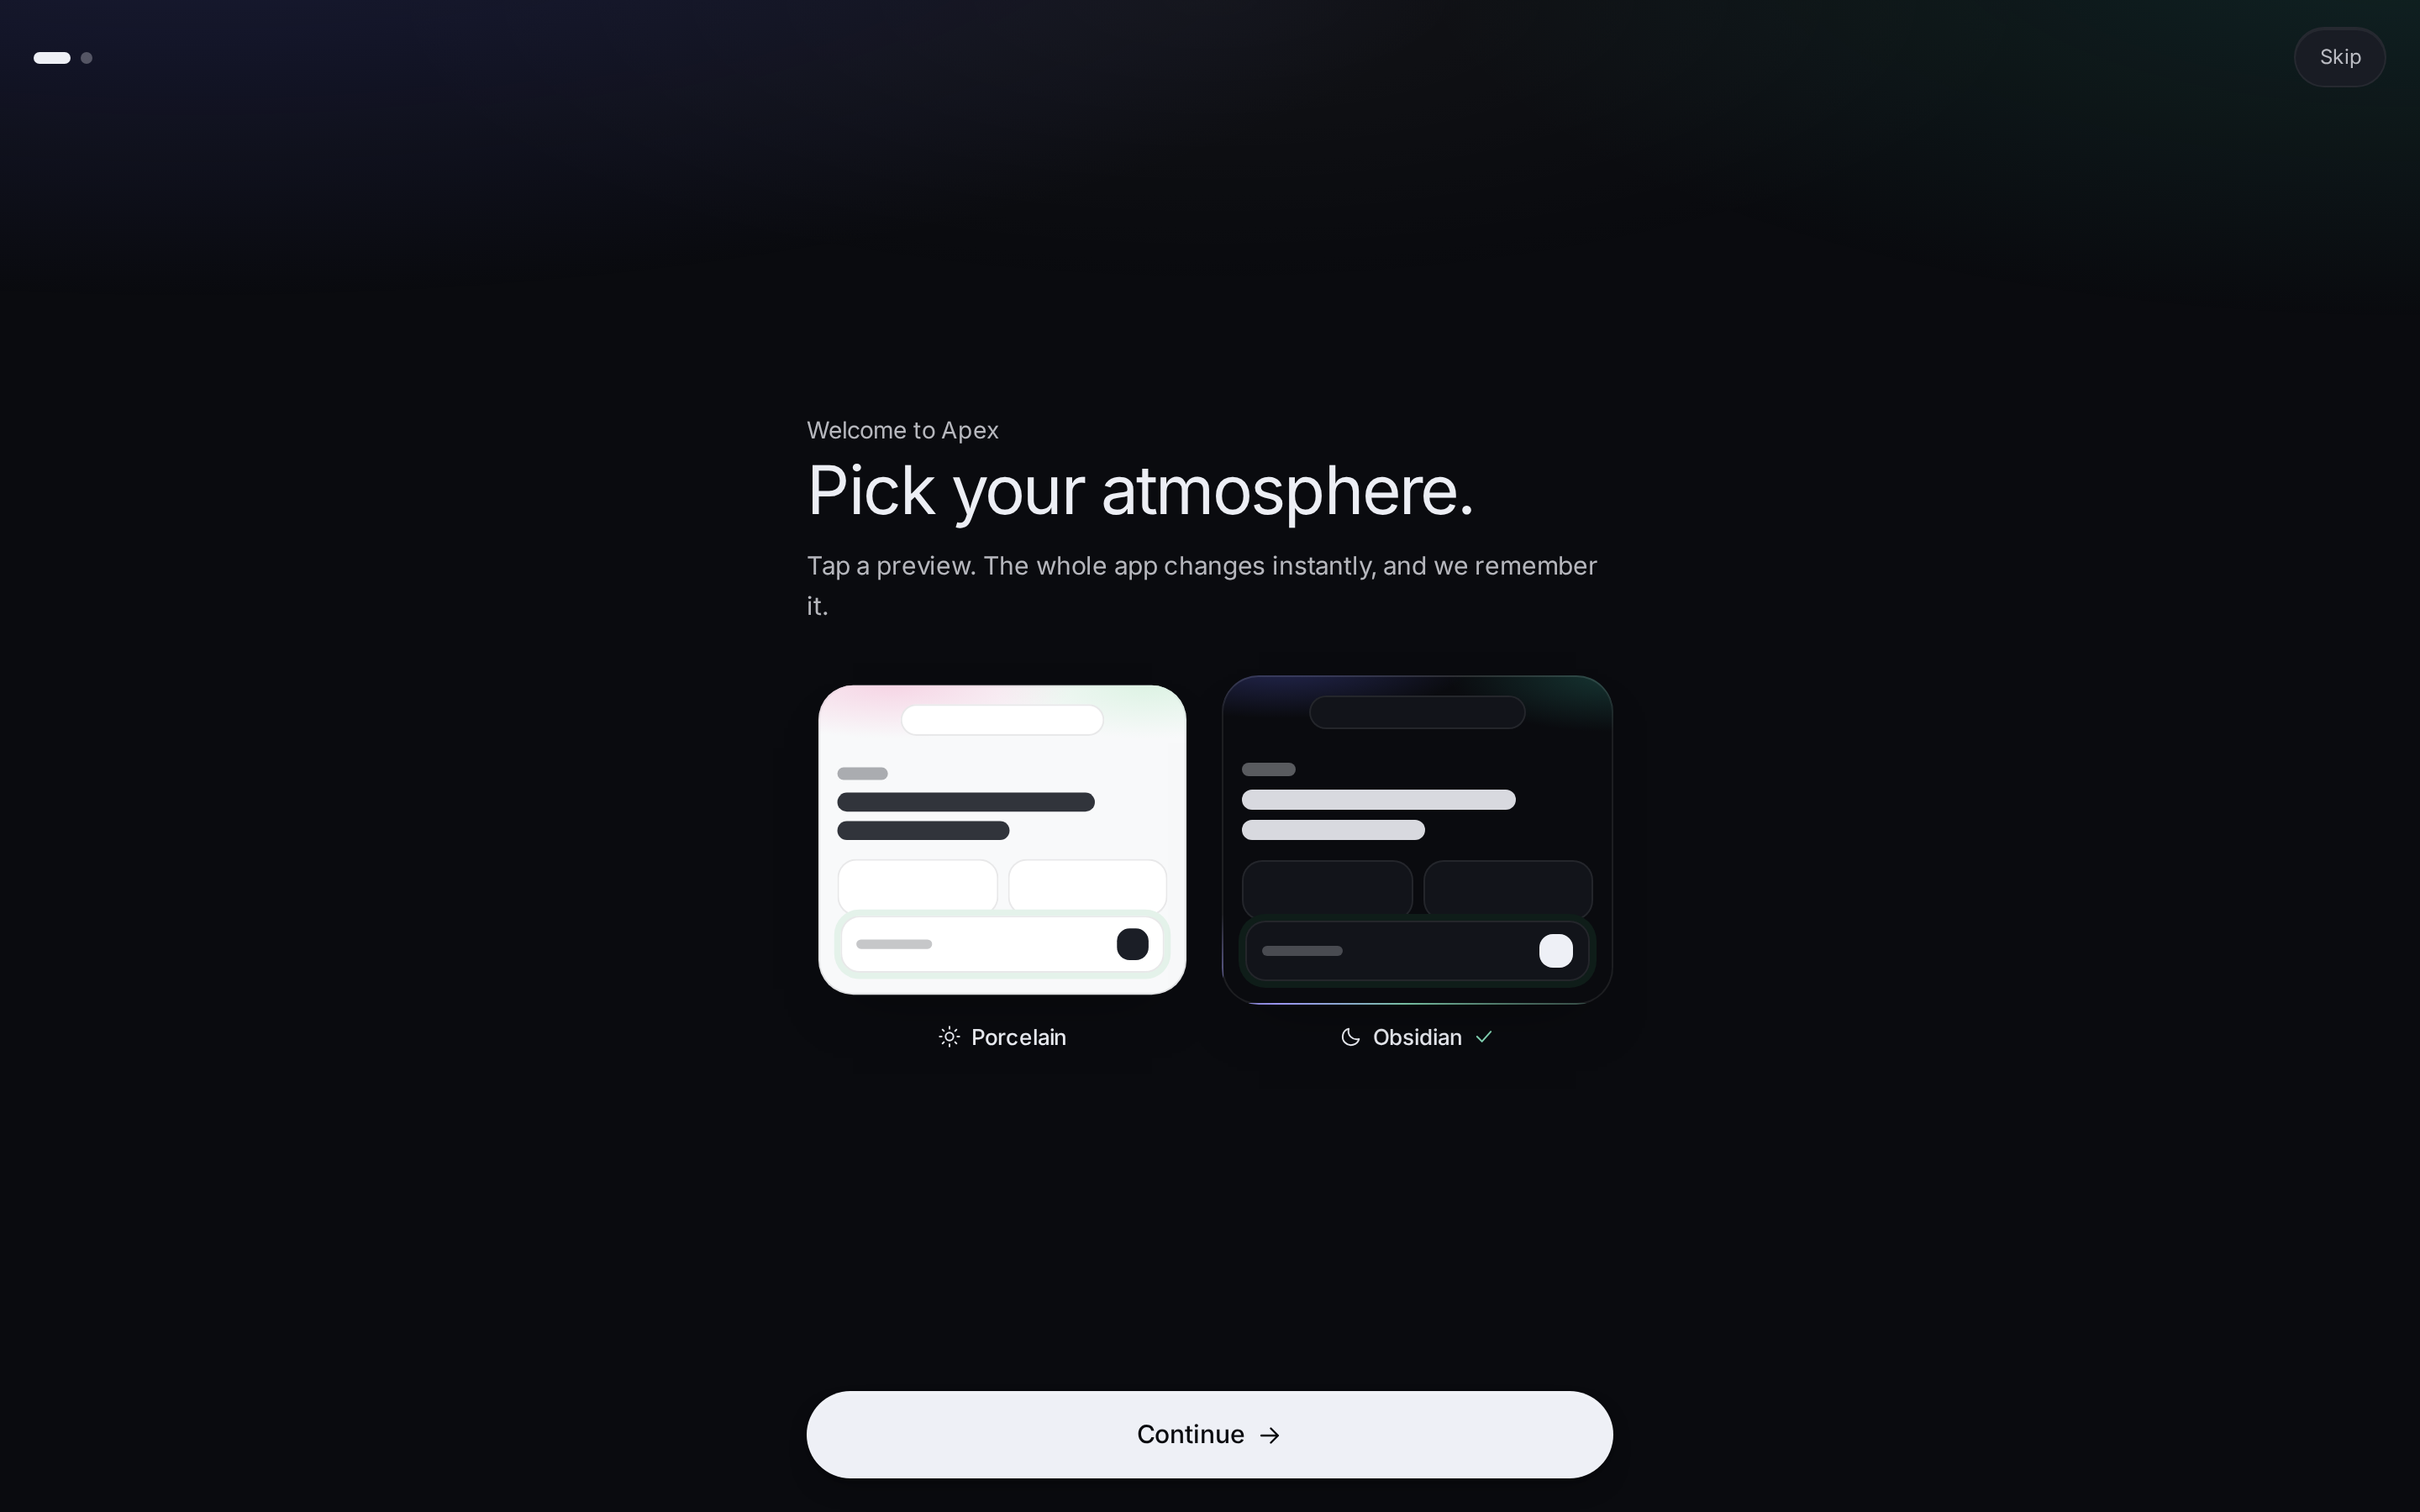 Skip
Welcome to Apex
Pick your atmosphere.
Tap a preview. The whole app changes instantly, and we remember
it.
Porcelain
Obsidian
Continue